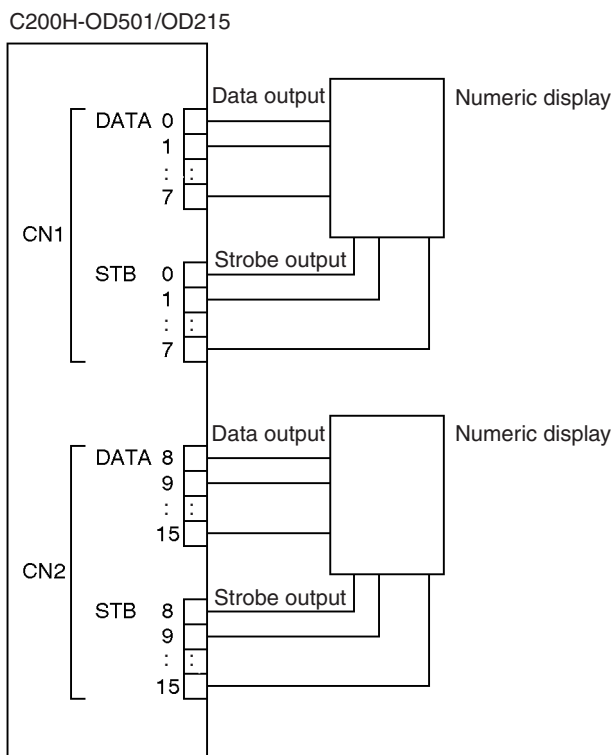 C200H-OD501/OD215
Data output
Numeric display
DATA 0
1
: :
7
CN1
Strobe output
STB 0
1
: :
7
Data output
Numeric display
DATA 8
9
: :
15
CN2
Strobe output
STB 8
9
: :
15